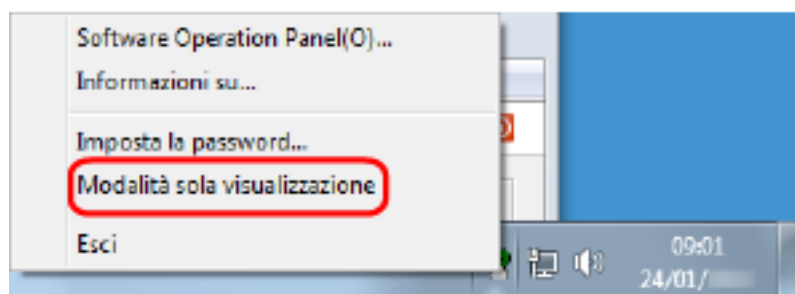 Software Operation Panel(O)...
Informazioni su...
Imposta la password...
Modalità sola visualizzazione
Esci
09:01
24/01/